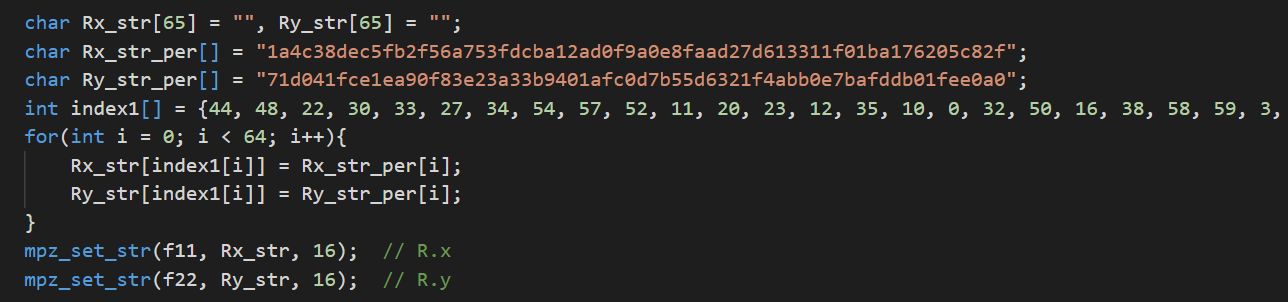 char Rx_str[65] = "", Ry_str[65] = "";
char Rx_str_per[] = "1a4c38dec5fb2f56a753fdcba12ad0f9a0e8faad27d613311f01ba176205c82f";
char Ry_str_per[] = "71d041fce1ea90f83e23a33b9401afc0d7b55d6321f4abb0e7bafddb01fee0a0";
int index1[] = {44, 48, 22, 30, 33, 27, 34, 54, 57, 52, 11, 20, 23, 12, 35, 10, 0, 32, 50, 16, 38, 58, 59, 3,
for(int i = 0; i < 64; i++){
    Rx_str[index1[i]] = Rx_str_per[i];
    Ry_str[index1[i]] = Ry_str_per[i];
}
mpz_set_str(f11, Rx_str, 16);  // R.x
mpz_set_str(f22, Ry_str, 16);  // R.y